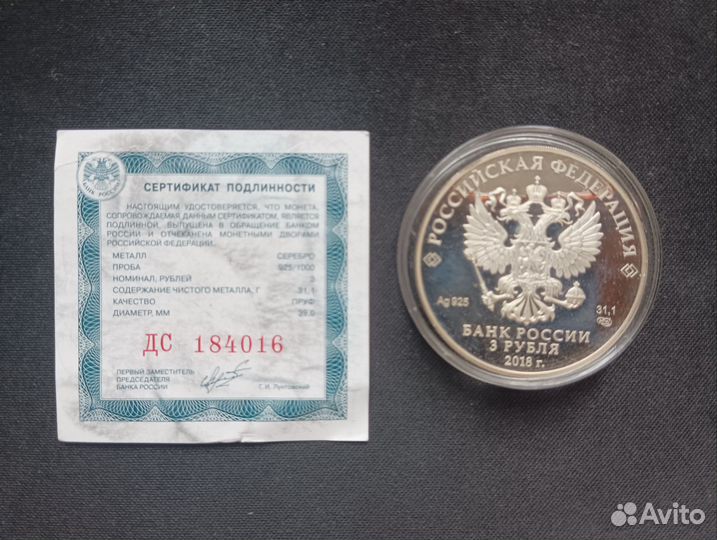 БАНК РОССИИ
СЕРТИФИКАТ ПОДЛИННОСТИ
НАСТОЯЩИМ УДОСТОВЕРЯЕТСЯ, ЧТО МОНЕТА,
СОПРОВОЖДАЕМАЯ ДАННЫМ СЕРТИФИКАТОМ, ЯВЛЯЕТСЯ
ПОДЛИННОЙ, ВЫПУЩЕНА В ОБРАЩЕНИЕ БАНКОМ
РОССИИ И ОТЧЕКАНЕНА МОНЕТНЫМИ ДВОРАМИ
РОССИЙСКОЙ ФЕДЕРАЦИИ.
МЕТАЛЛ СЕРЕБРО
ПРОБА 925/1000
НОМИНАЛ, РУБЛЕЙ 3
СОДЕРЖАНИЕ ЧИСТОГО МЕТАЛЛА, Г 31,1
КАЧЕСТВО ПРУФ
ДИАМЕТР, ММ 39,0
ДС 184016
ПЕРВЫЙ ЗАМЕСТИТЕЛЬ
ПРЕДСЕДАТЕЛЯ
БАНКА РОССИИ
Г.И. Лунтовский
РОССИЙСКАЯ ФЕДЕРАЦИЯ
Ag 925
31,1
БАНК РОССИИ
3 РУБЛЯ
2018 г.
Avito